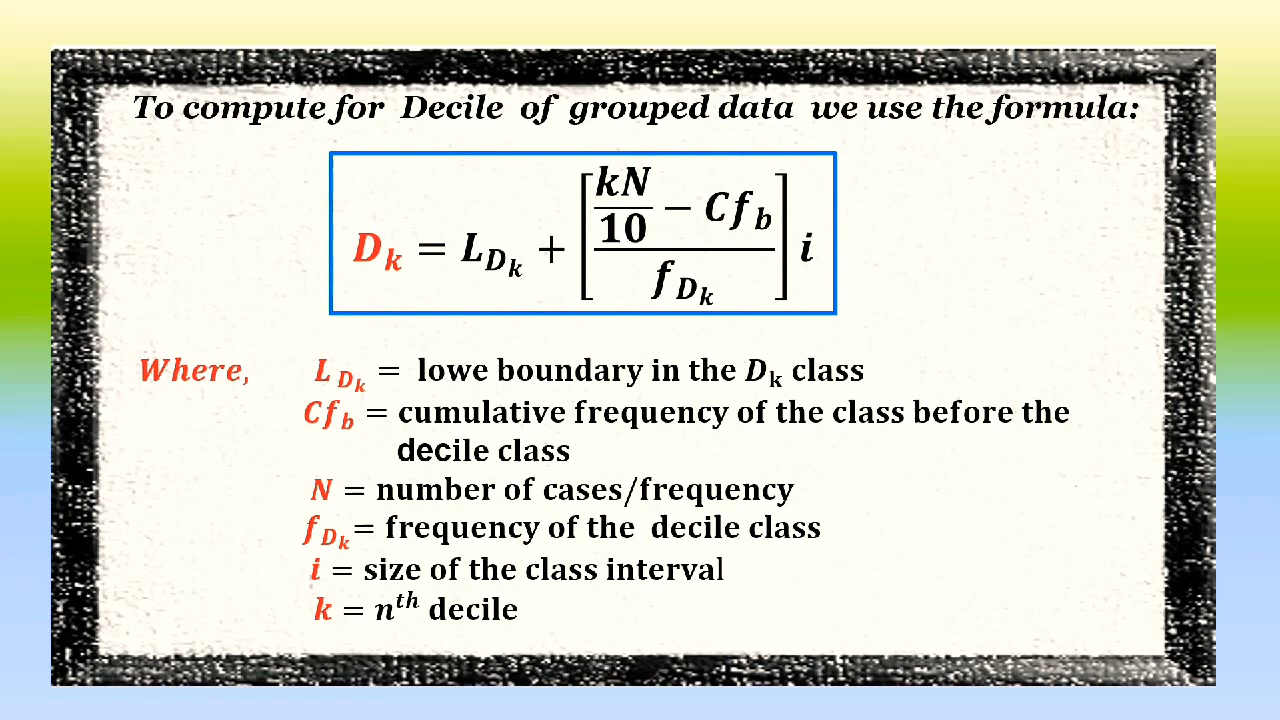 To compute for Decile of grouped data we use the formula:
D_k = L_{D_k} + [(kN/10 − Cf_b)/f_{D_k}] i
Where, L_{D_k} = lowe boundary in the D_k class
Cf_b = cumulative frequency of the class before the
decile class
N = number of cases/frequency
f_{D_k} = frequency of the decile class
i = size of the class interval
k = n^{th} decile